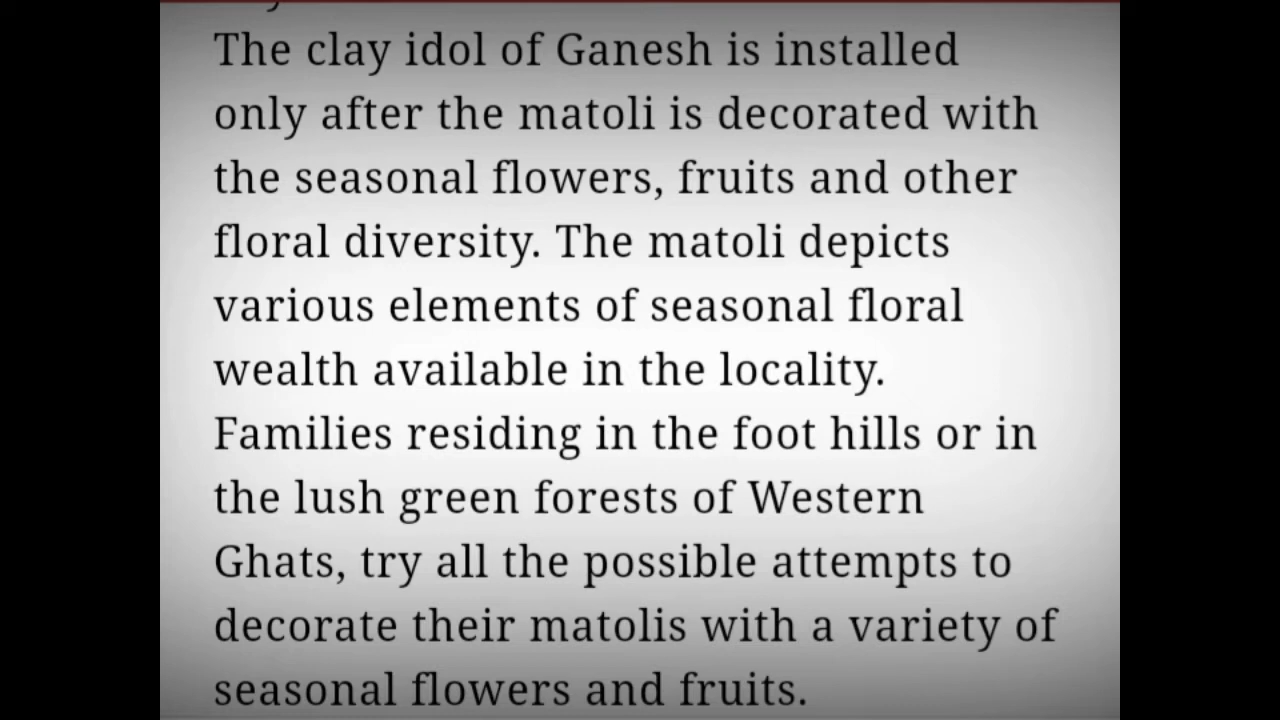 The clay idol of Ganesh is installed
only after the matoli is decorated with
the seasonal flowers, fruits and other
floral diversity. The matoli depicts
various elements of seasonal floral
wealth available in the locality.
Families residing in the foot hills or in
the lush green forests of Western
Ghats, try all the possible attempts to
decorate their matolis with a variety of
seasonal flowers and fruits.